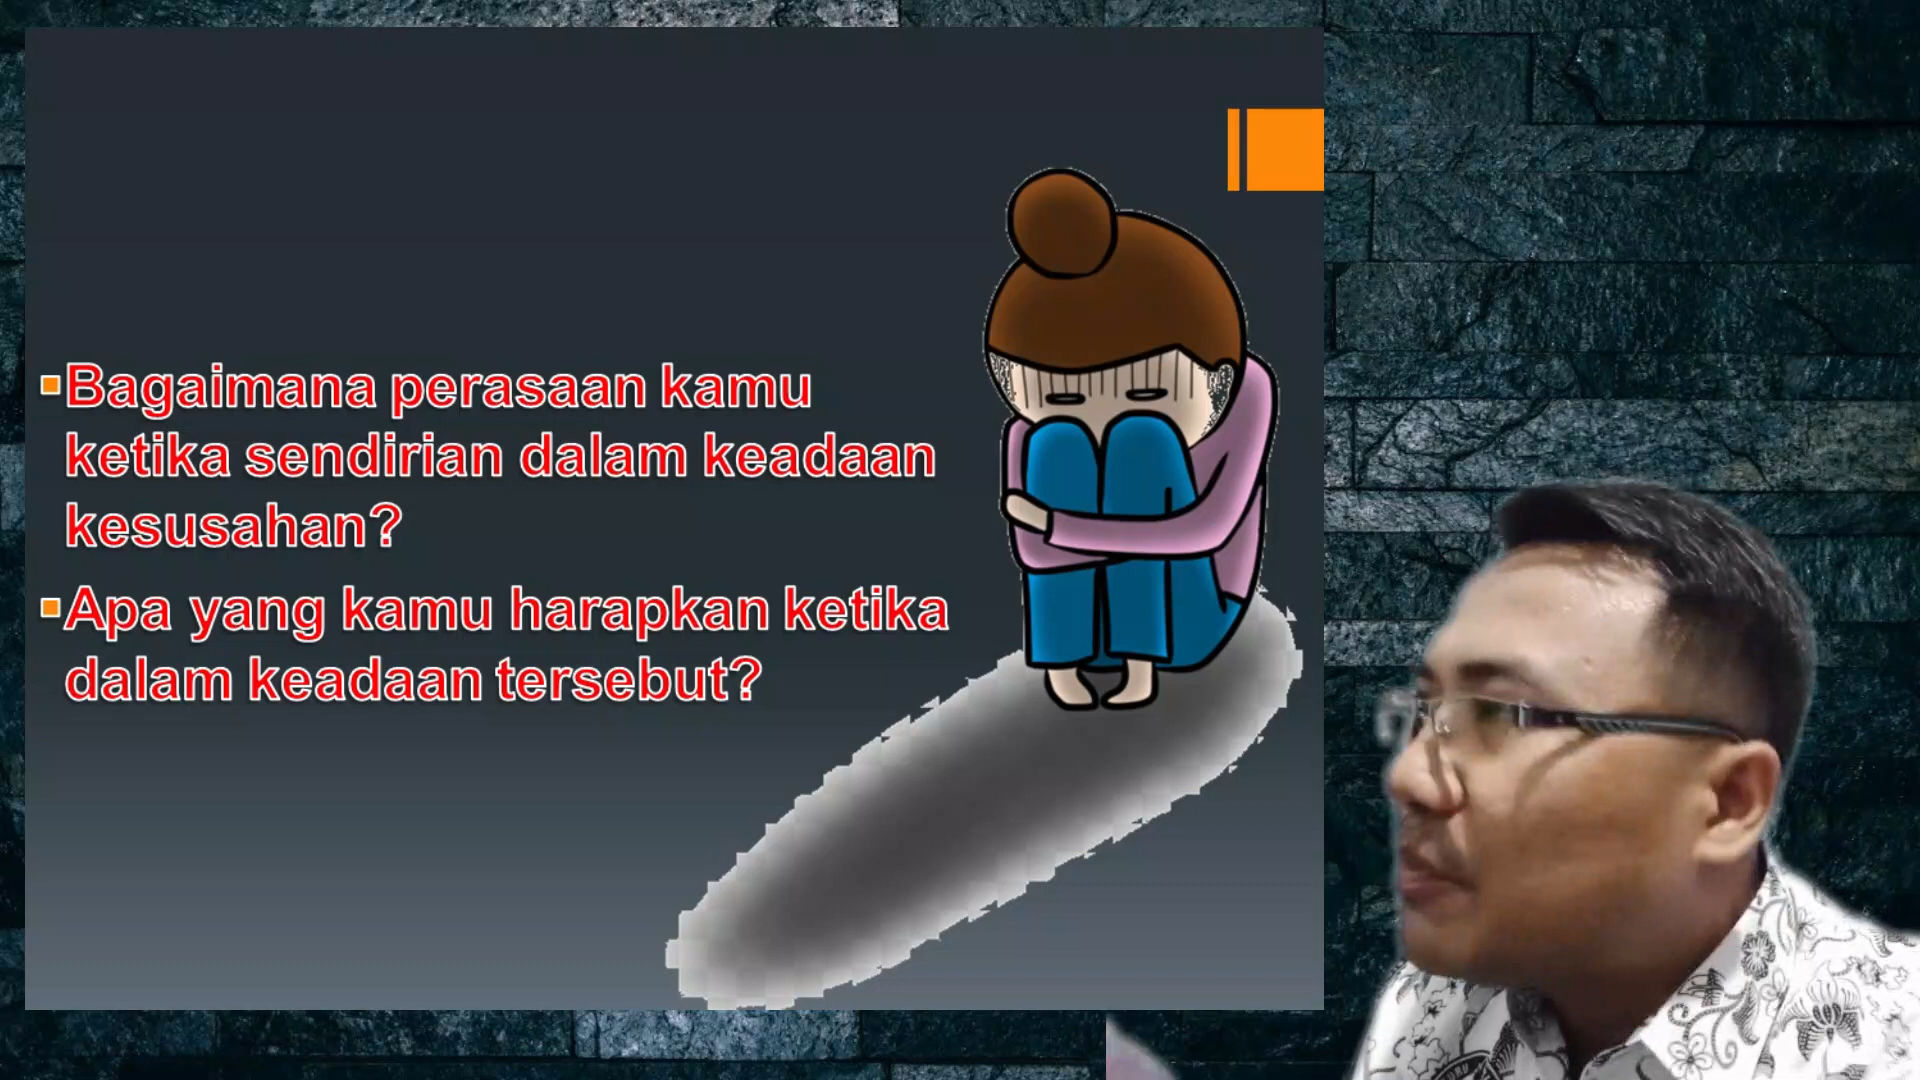 Bagaimana perasaan kamu
ketika sendirian dalam keadaan
kesusahan?
Apa yang kamu harapkan ketika
dalam keadaan tersebut?